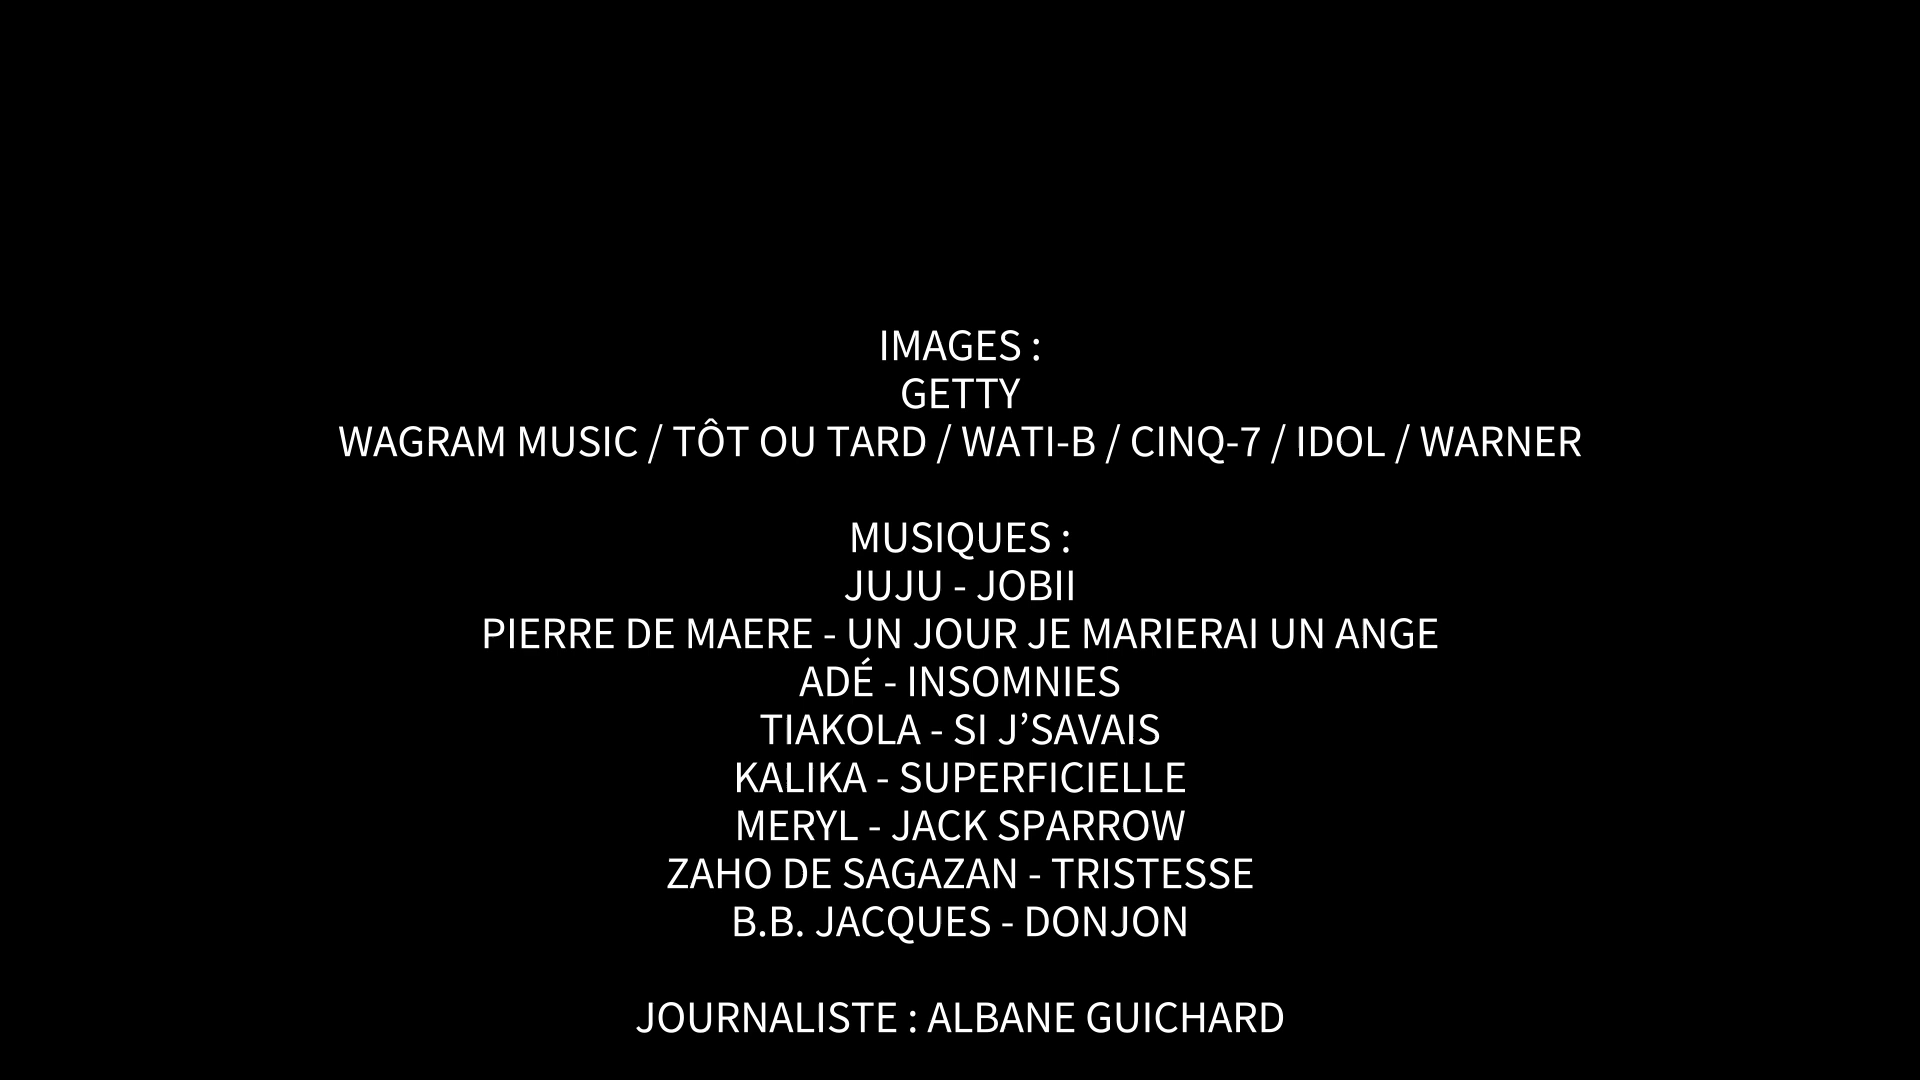 IMAGES :
GETTY
WAGRAM MUSIC / TÔT OU TARD / WATI-B / CINQ-7 / IDOL / WARNER
MUSIQUES :
JUJU - JOBII
PIERRE DE MAERE - UN JOUR JE MARIERAI UN ANGE
ADÉ - INSOMNIES
TIAKOLA - SI J’SAVAIS
KALIKA - SUPERFICIELLE
MERYL - JACK SPARROW
ZAHO DE SAGAZAN - TRISTESSE
B.B. JACQUES - DONJON
JOURNALISTE : ALBANE GUICHARD